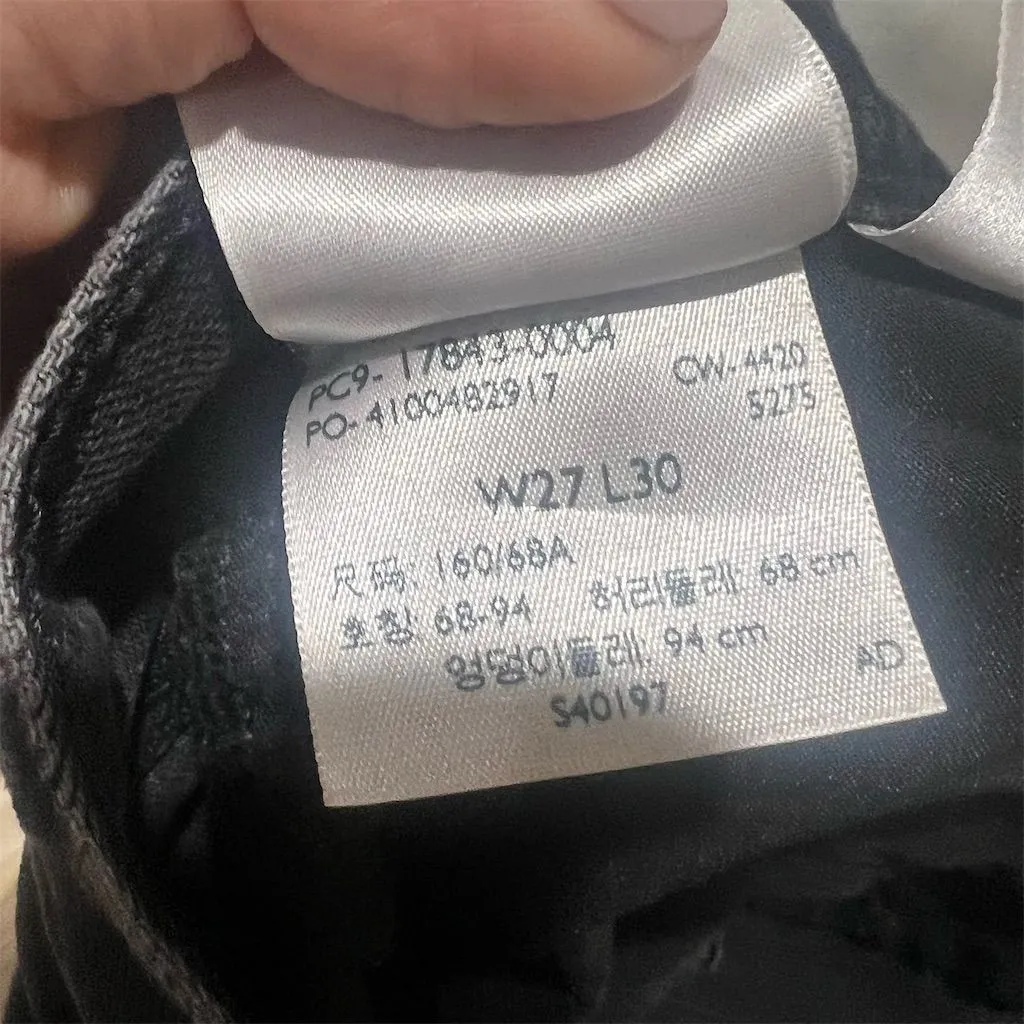 PC9-17843-0004
PO-4100482917
CW-4420
S275
W27 L30
尺码: 160/68A
호칭 68-94 허리둘레: 68 cm
엉덩이둘레: 94 cm
AD
S40197